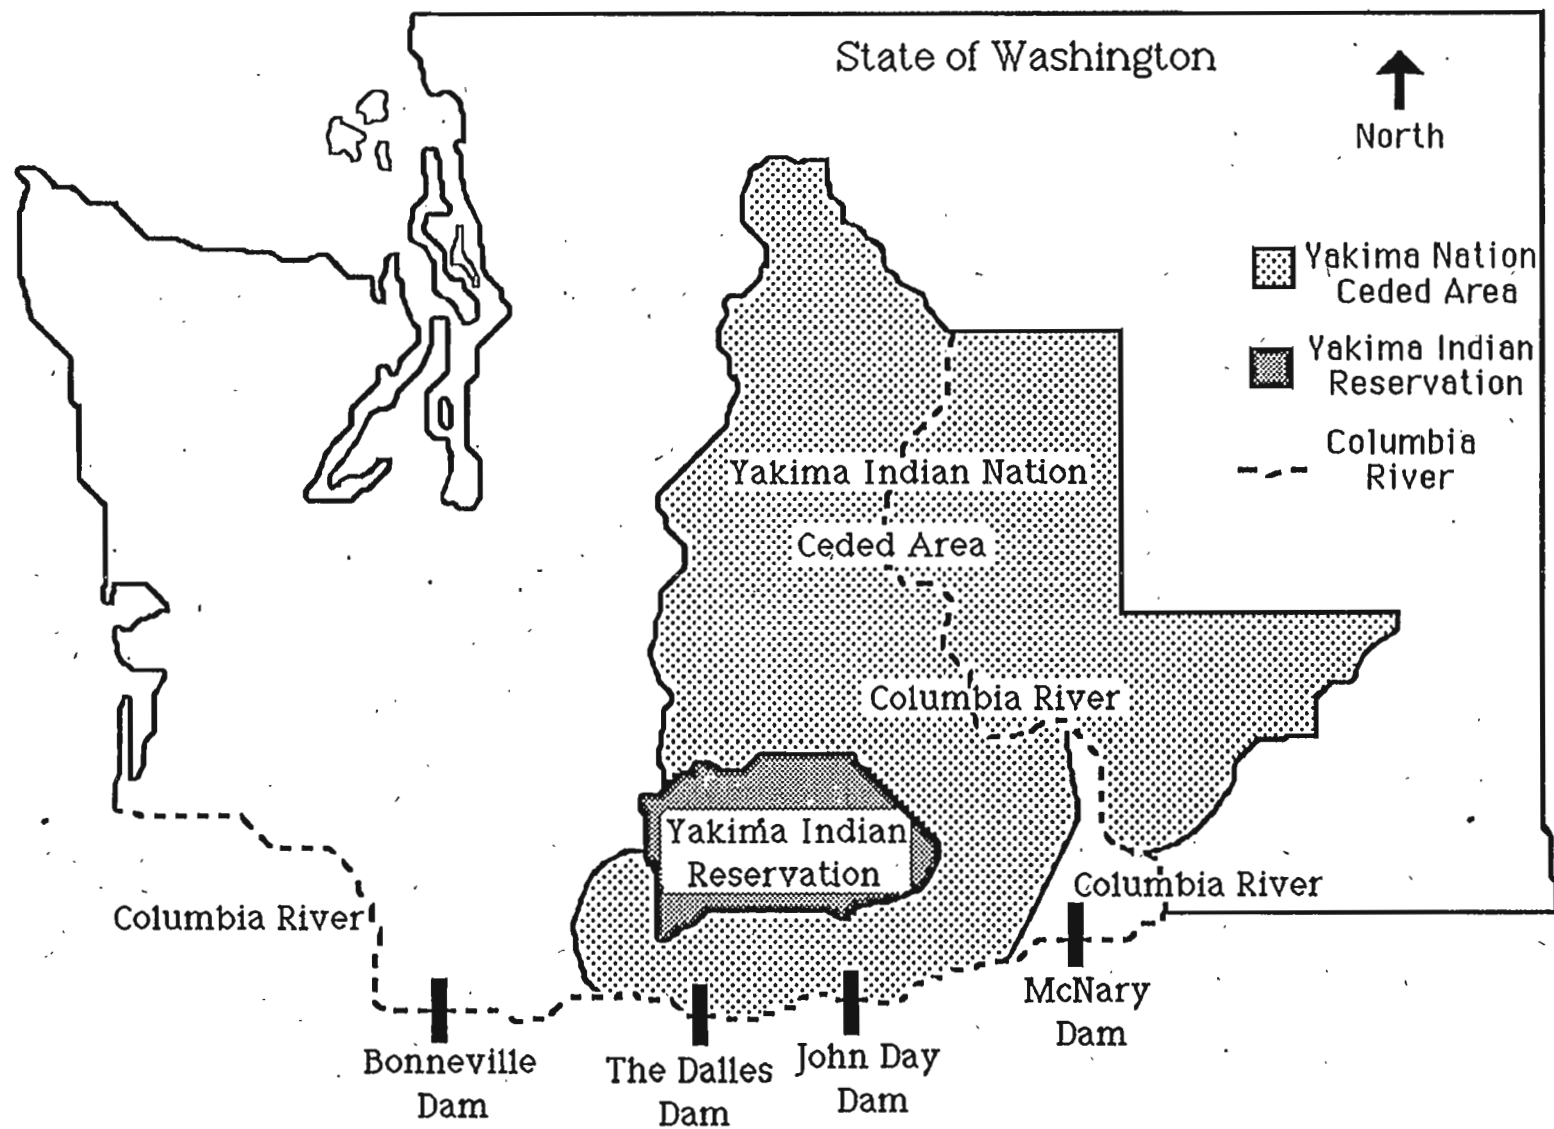 State of Washington
North
Yakima Nation
Ceded Area
Yakima Indian
Reservation
Columbia
River
Yakima Indian Nation
Ceded Area
Columbia River
Yakima Indian
Reservation
Columbia River
Columbia River
McNary
Dam
Bonneville
Dam
The Dalles
Dam
John Day
Dam